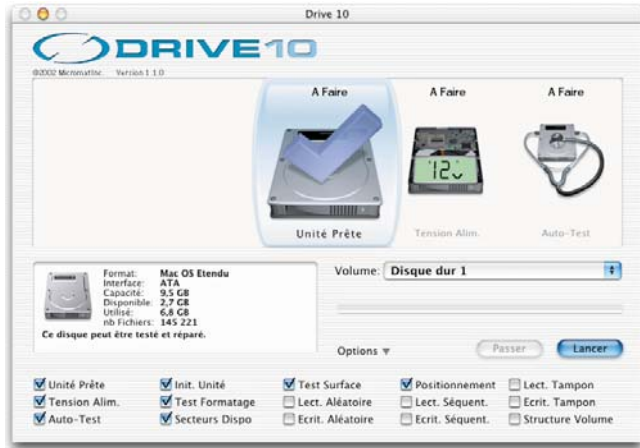 Drive 10
DRIVE10
©2002 Micromat Inc. Version 1.1.0
A Faire
A Faire
A Faire
12v
Unité Prête
Tension Alim.
Auto-Test
Format: Mac OS Etendu
Interface: ATA
Capacité: 9,5 GB
Disponible: 2,7 GB
Utilisé: 6,8 GB
nb Fichiers: 145 221
Ce disque peut être testé et réparé.
Volume: Disque dur 1
Options
Passer
Lancer
Unité Prête
Init. Unité
Test Surface
Positionnement
Lect. Tampon
Tension Alim.
Test Formatage
Lect. Aléatoire
Lect. Séquent.
Ecrit. Tampon
Auto-Test
Secteurs Dispo
Ecrit. Aléatoire
Ecrit. Séquent.
Structure Volume